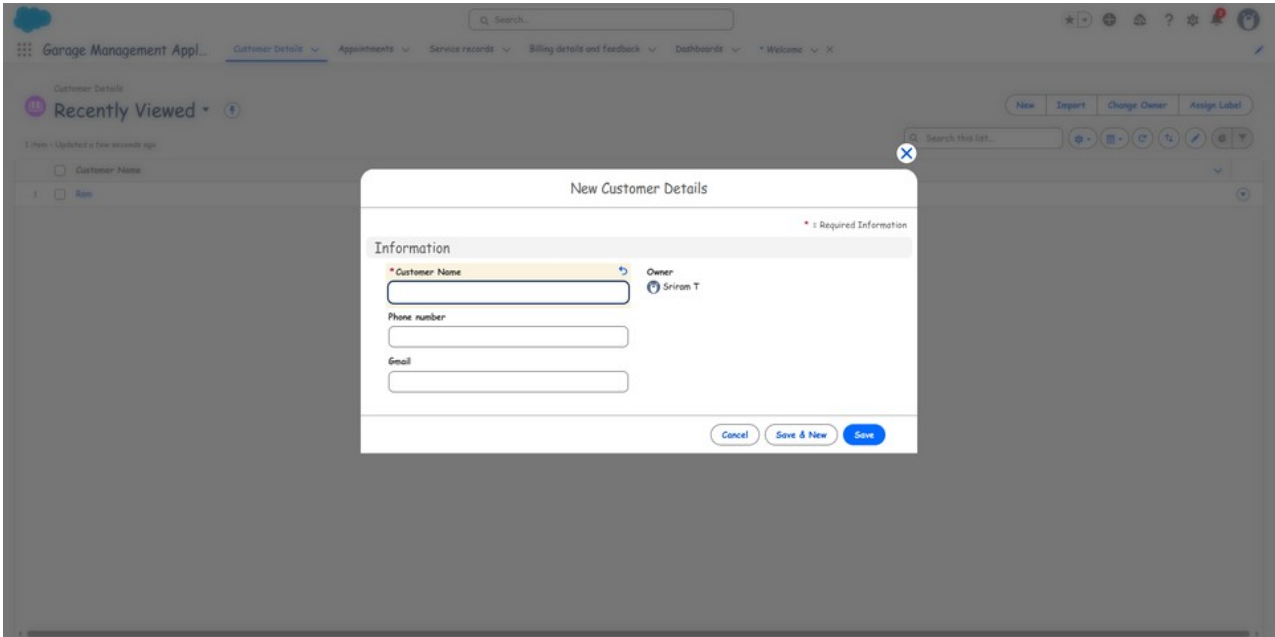 Search...
Garage Management Appl... Customer Details Appointments Service records Billing details and feedback Dashboards * Welcome
Customer Details
Recently Viewed
New Import Change Owner Assign Label
1 item • Updated a few seconds ago
Search this list...
Customer Name
1 Ram
New Customer Details
* = Required Information
Information
* Customer Name
Owner
Sriram T
Phone number
Gmail
Cancel Save & New Save